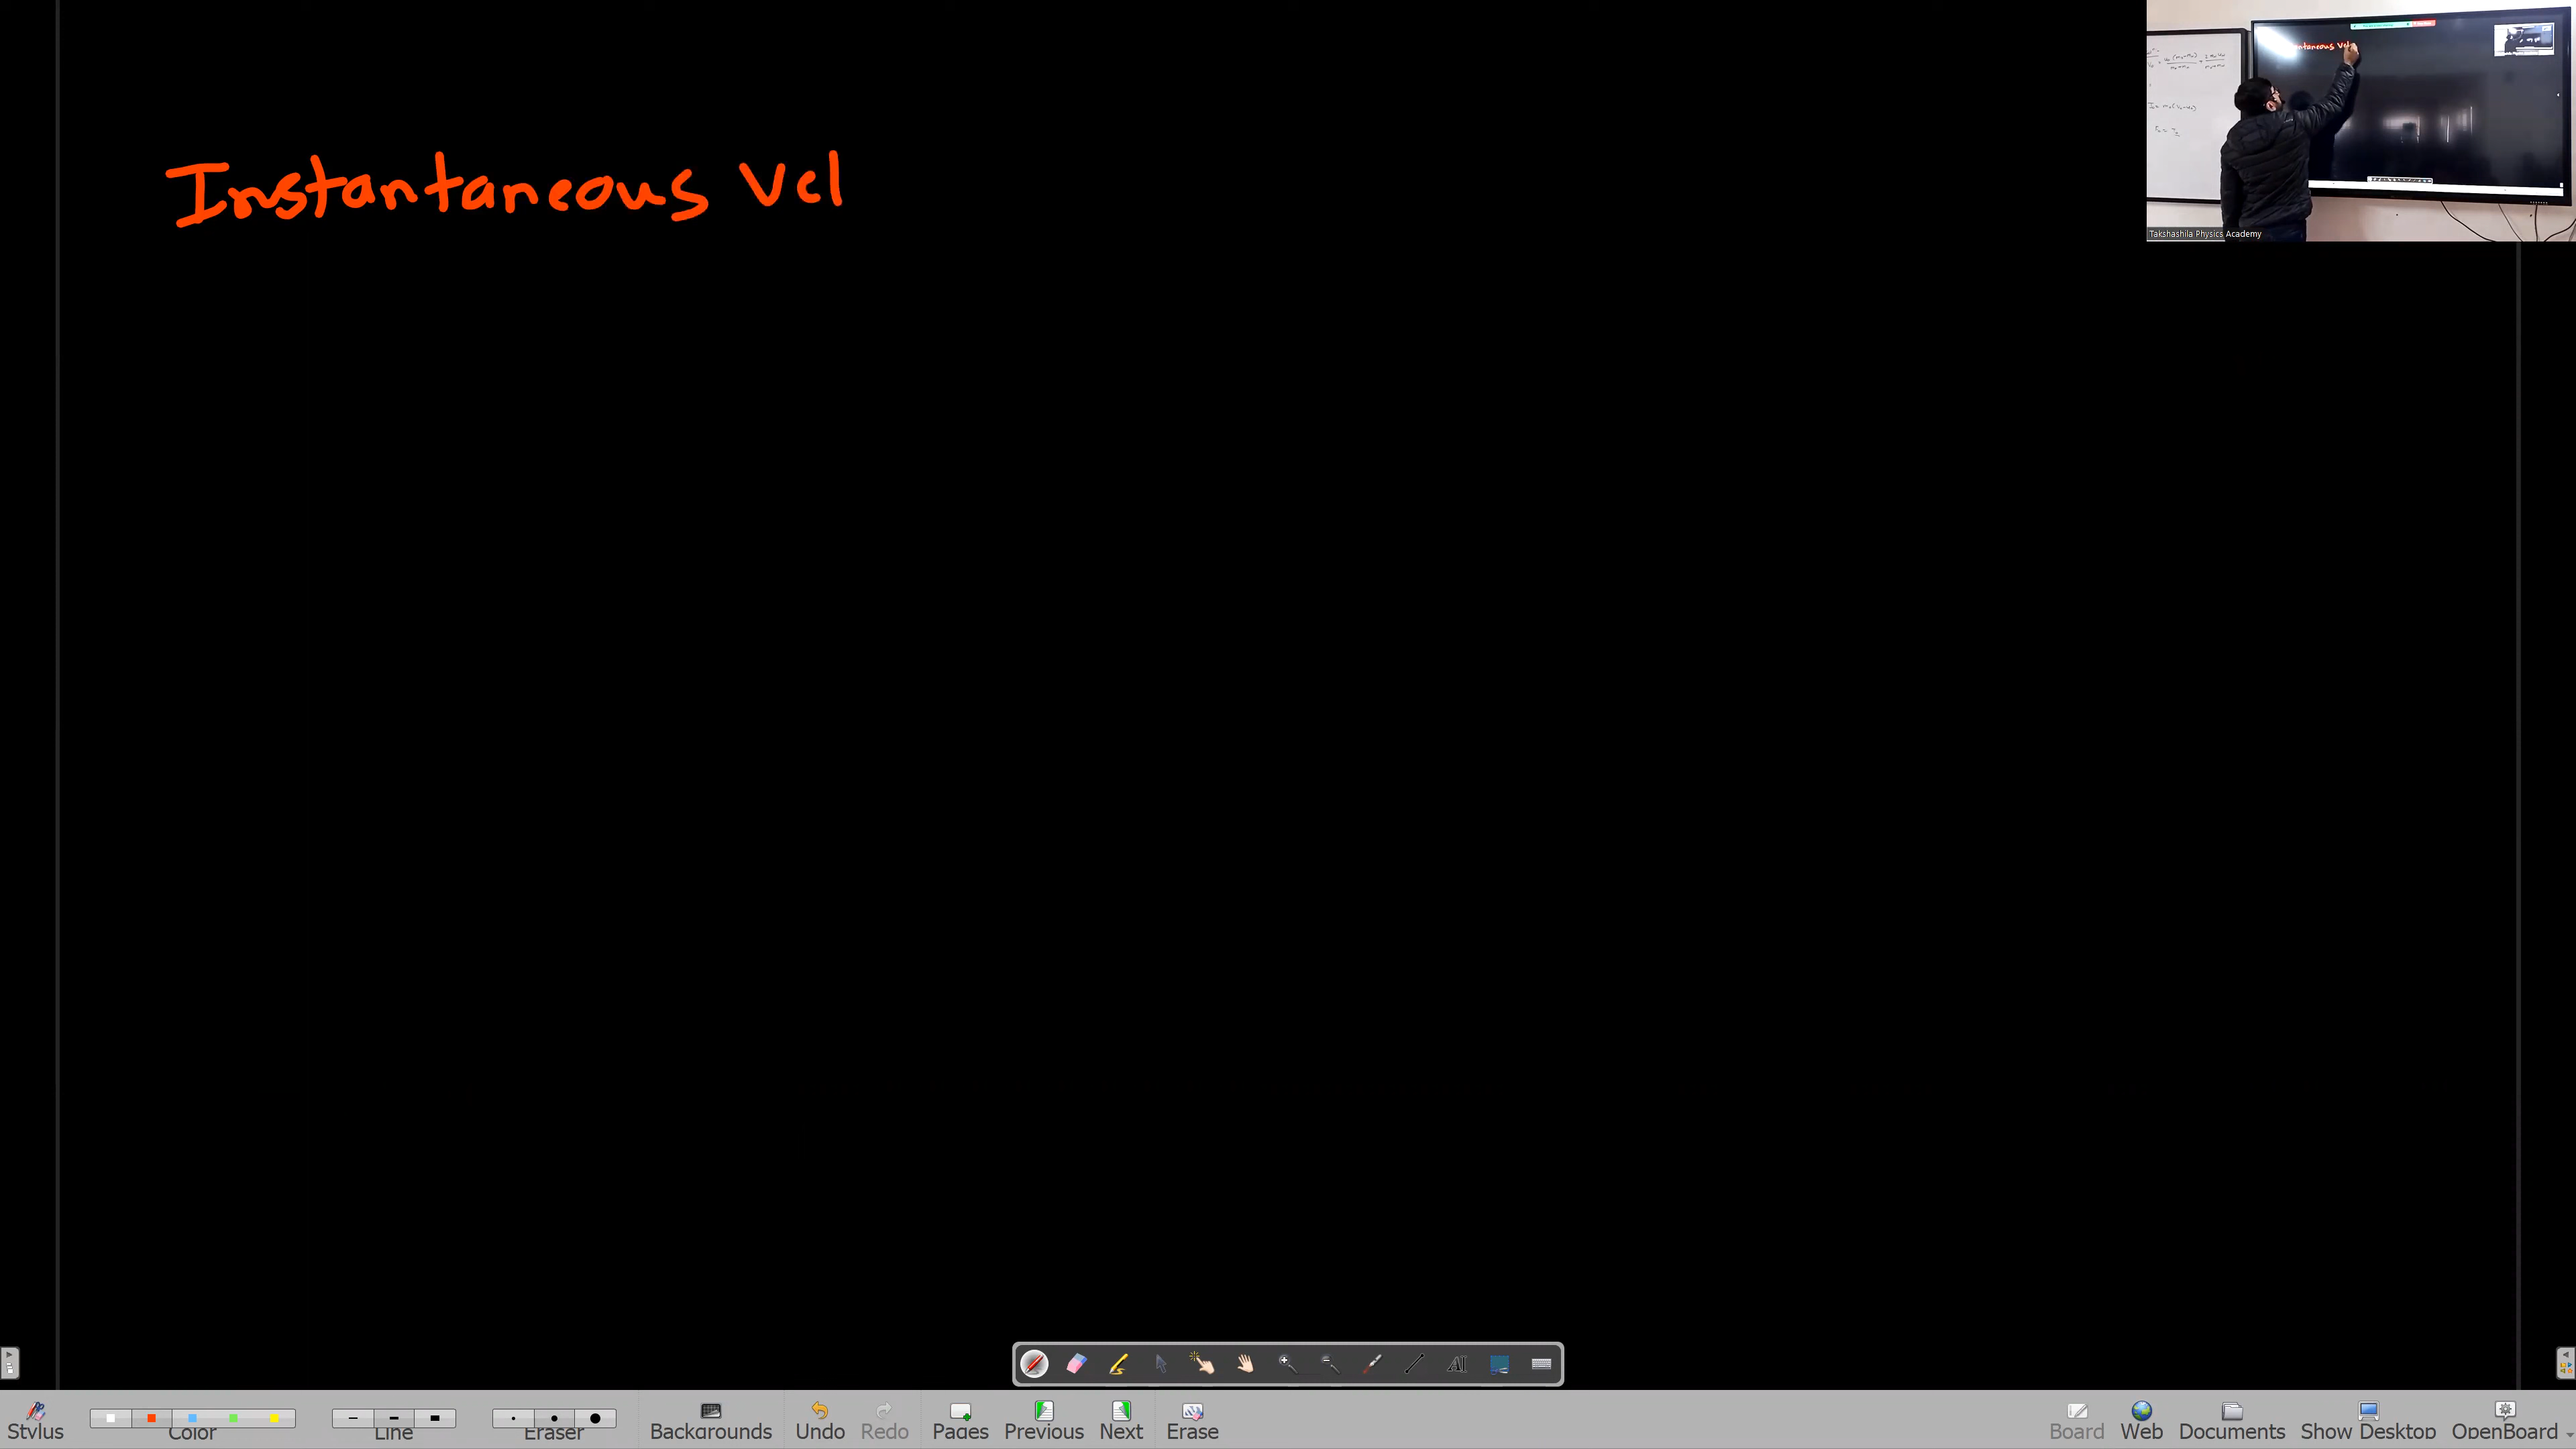 Instantaneous Vel
Takshashila Physics Academy
Stylus
Color
Line
Eraser
Backgrounds
Undo
Redo
Pages
Previous
Next
Erase
Board
Web
Documents
Show Desktop
OpenBoard